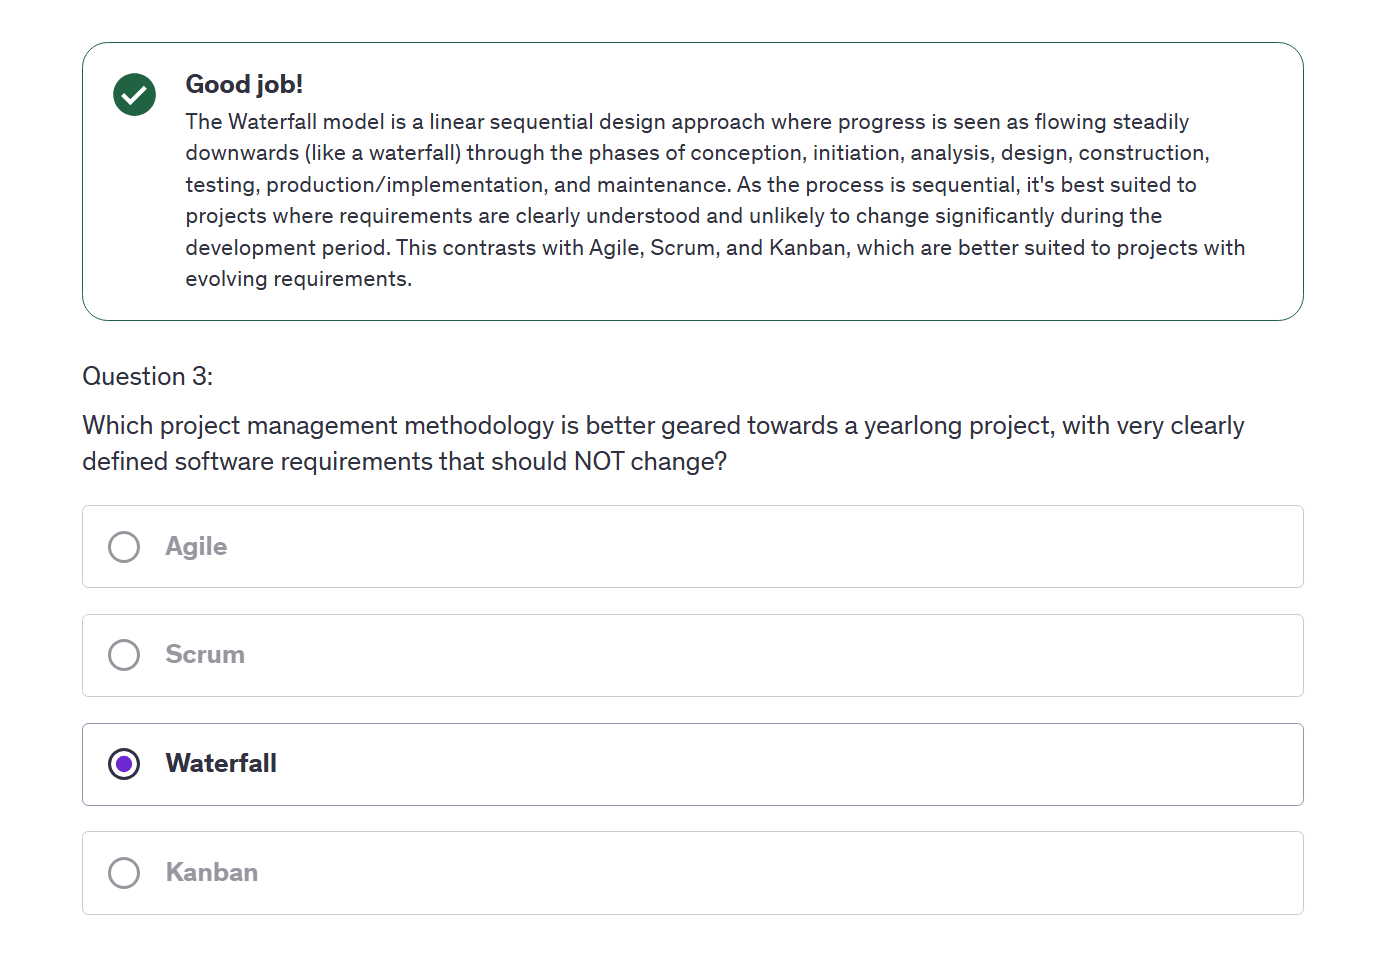 Good job!
The Waterfall model is a linear sequential design approach where progress is seen as flowing steadily
downwards (like a waterfall) through the phases of conception, initiation, analysis, design, construction,
testing, production/implementation, and maintenance. As the process is sequential, it's best suited to
projects where requirements are clearly understood and unlikely to change significantly during the
development period. This contrasts with Agile, Scrum, and Kanban, which are better suited to projects with
evolving requirements.
Question 3:
Which project management methodology is better geared towards a yearlong project, with very clearly
defined software requirements that should NOT change?
Agile
Scrum
Waterfall
Kanban